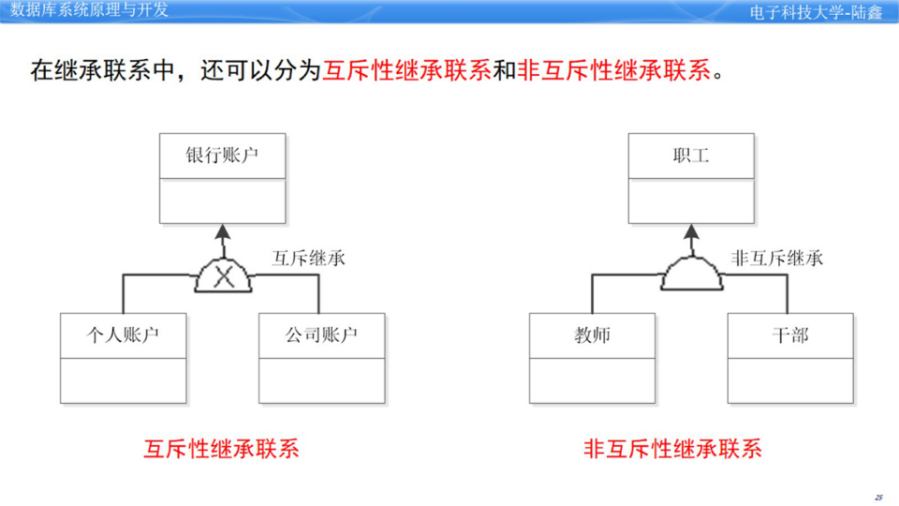 数据库系统原理与开发
电子科技大学-陆鑫
在继承联系中，还可以分为互斥性继承联系和非互斥性继承联系。
银行账户
互斥继承
X
个人账户
公司账户
互斥性继承联系
职工
非互斥继承
教师
干部
非互斥性继承联系
25